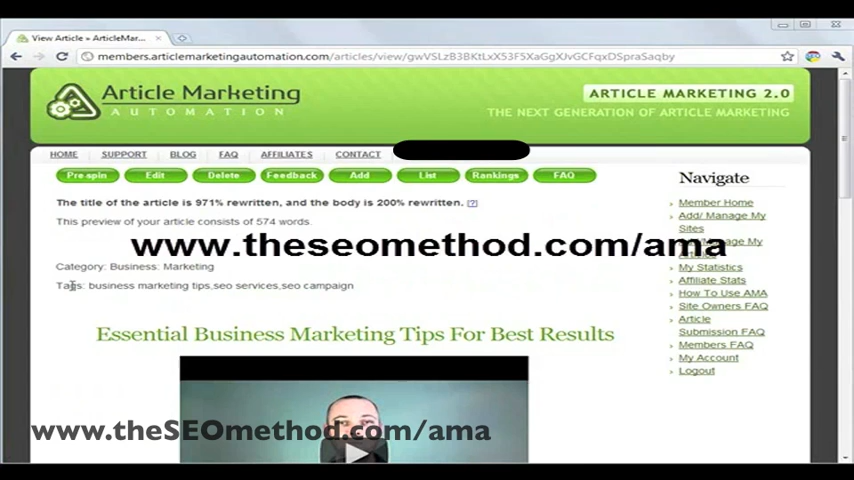 View Article » ArticleMar...
members.articlemarketingautomation.com/articles/view/gwVSLzB3BKtLxX53F5XaGgXJvGCFqxDSpraSaqby
Article Marketing
AUTOMATION
ARTICLE MARKETING 2.0
THE NEXT GENERATION OF ARTICLE MARKETING
HOME SUPPORT BLOG FAQ AFFILIATES CONTACT
Pre-spin Edit Delete Feedback Add List Rankings FAQ
The title of the article is 971% rewritten, and the body is 200% rewritten. [?]
This preview of your article consists of 574 words.
www.theseomethod.com/ama
Category: Business: Marketing
Tags: business marketing tips,seo services,seo campaign
Essential Business Marketing Tips For Best Results
www.theSEOmethod.com/ama
Navigate
Member Home
Add/ Manage My
Sites
Manage My
My Statistics
Affiliate Stats
How To Use AMA
Site Owners FAQ
Article
Submission FAQ
Members FAQ
My Account
Logout